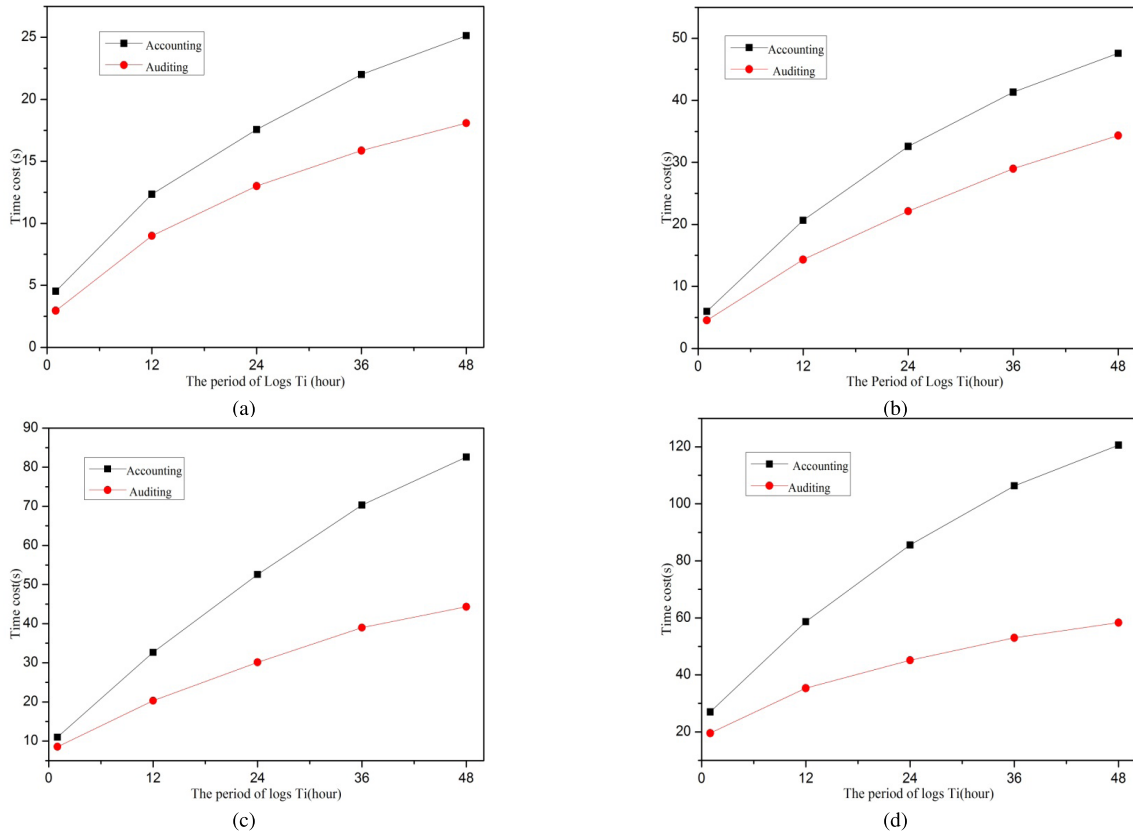 25
20
15
10
5
0
Time cost (s)
Accounting
Auditing
0 12 24 36 48
The period of Logs Ti (hour)
(a)
50
40
30
20
10
0
Time cost(s)
Accounting
Auditing
0 12 24 36 48
The Period of Logs Ti(hour)
(b)
90
80
70
60
50
40
30
20
10
Time cost(s)
Accounting
Auditing
0 12 24 36 48
The period of logs Ti(hour)
(c)
120
100
80
60
40
20
Time cost(s)
Accounting
Auditing
0 12 24 36 48
The period of logs Ti(hour)
(d)